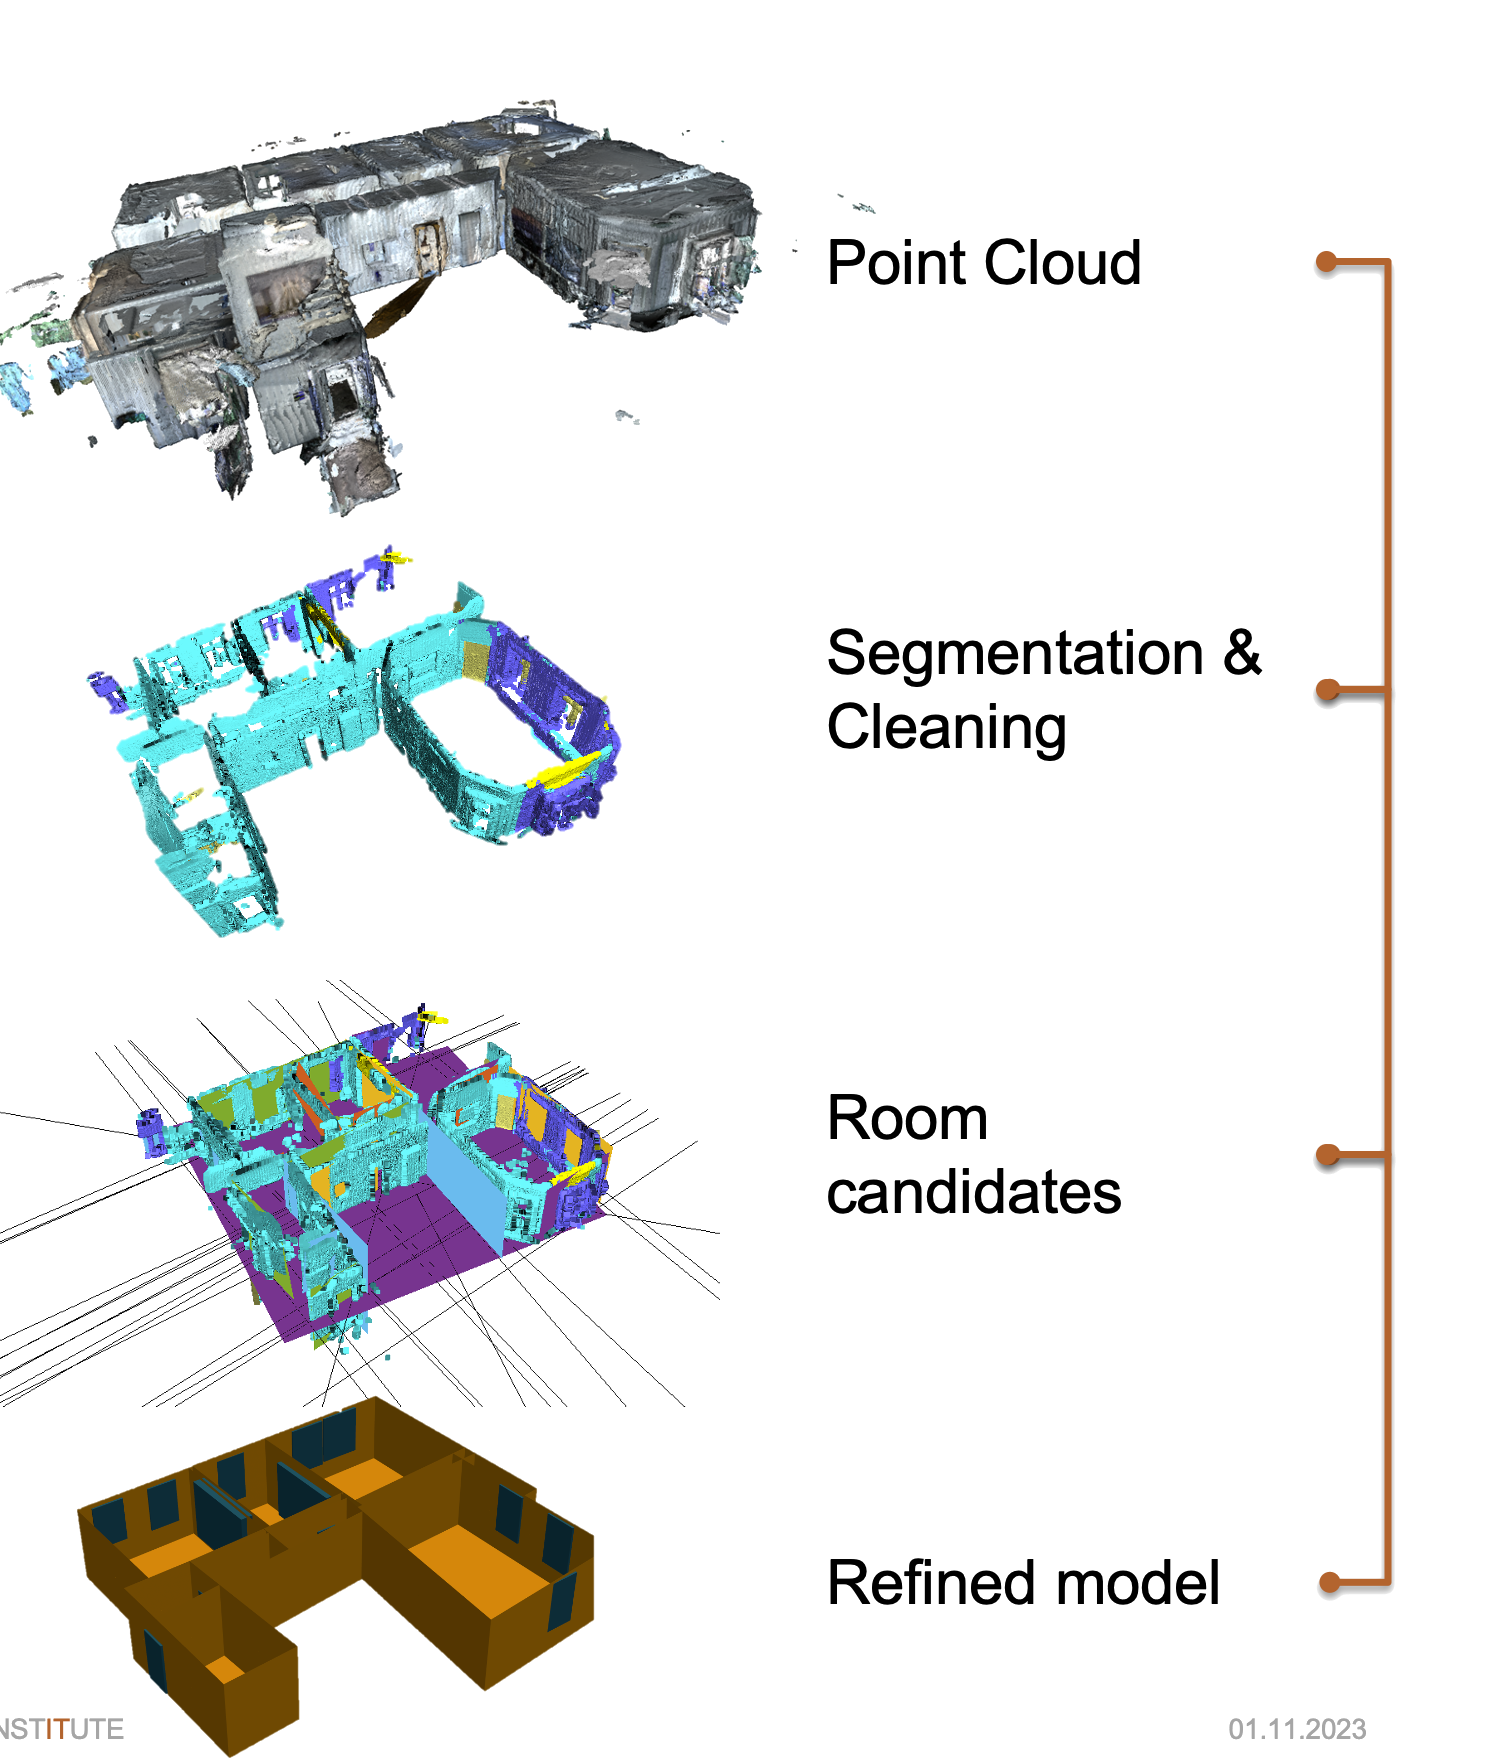 Point Cloud
Segmentation &
Cleaning
Room
candidates
Refined model
NSTITUTE
01.11.2023